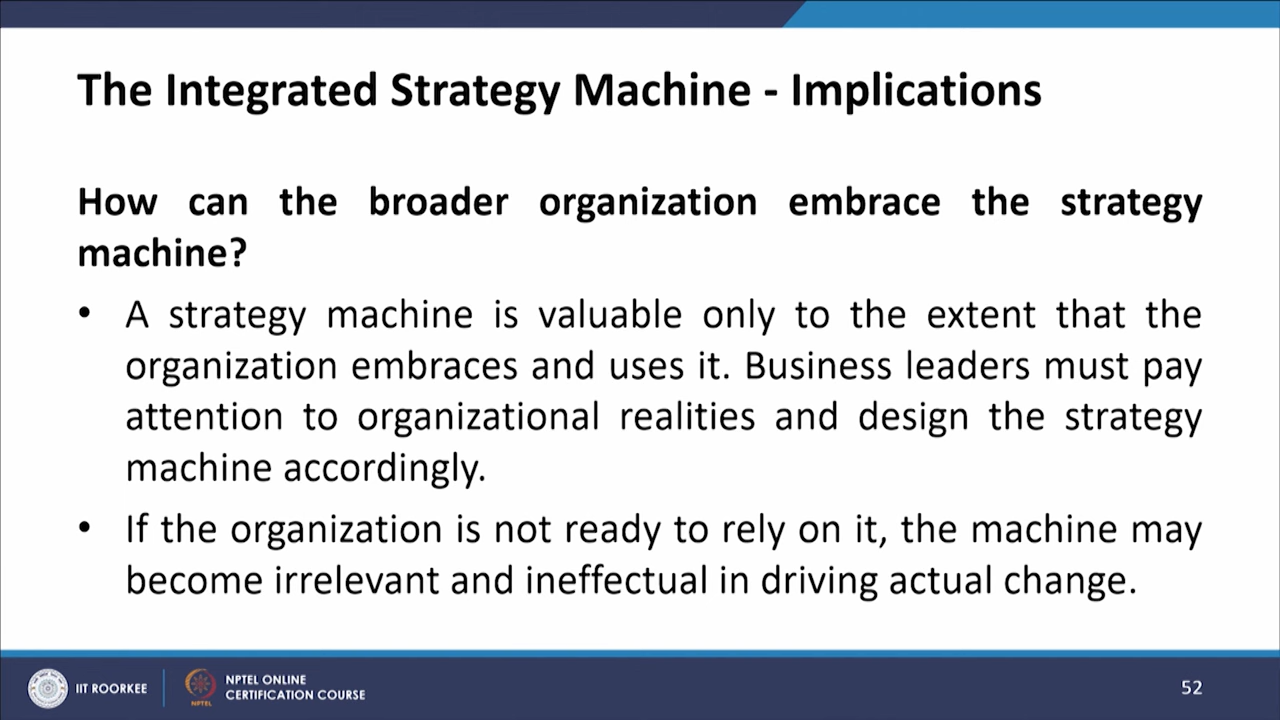 The Integrated Strategy Machine - Implications
How can the broader organization embrace the strategy
machine?
• A strategy machine is valuable only to the extent that the
organization embraces and uses it. Business leaders must pay
attention to organizational realities and design the strategy
machine accordingly.
• If the organization is not ready to rely on it, the machine may
become irrelevant and ineffectual in driving actual change.
IIT ROORKEE
NPTEL
NPTEL ONLINE
CERTIFICATION COURSE
52